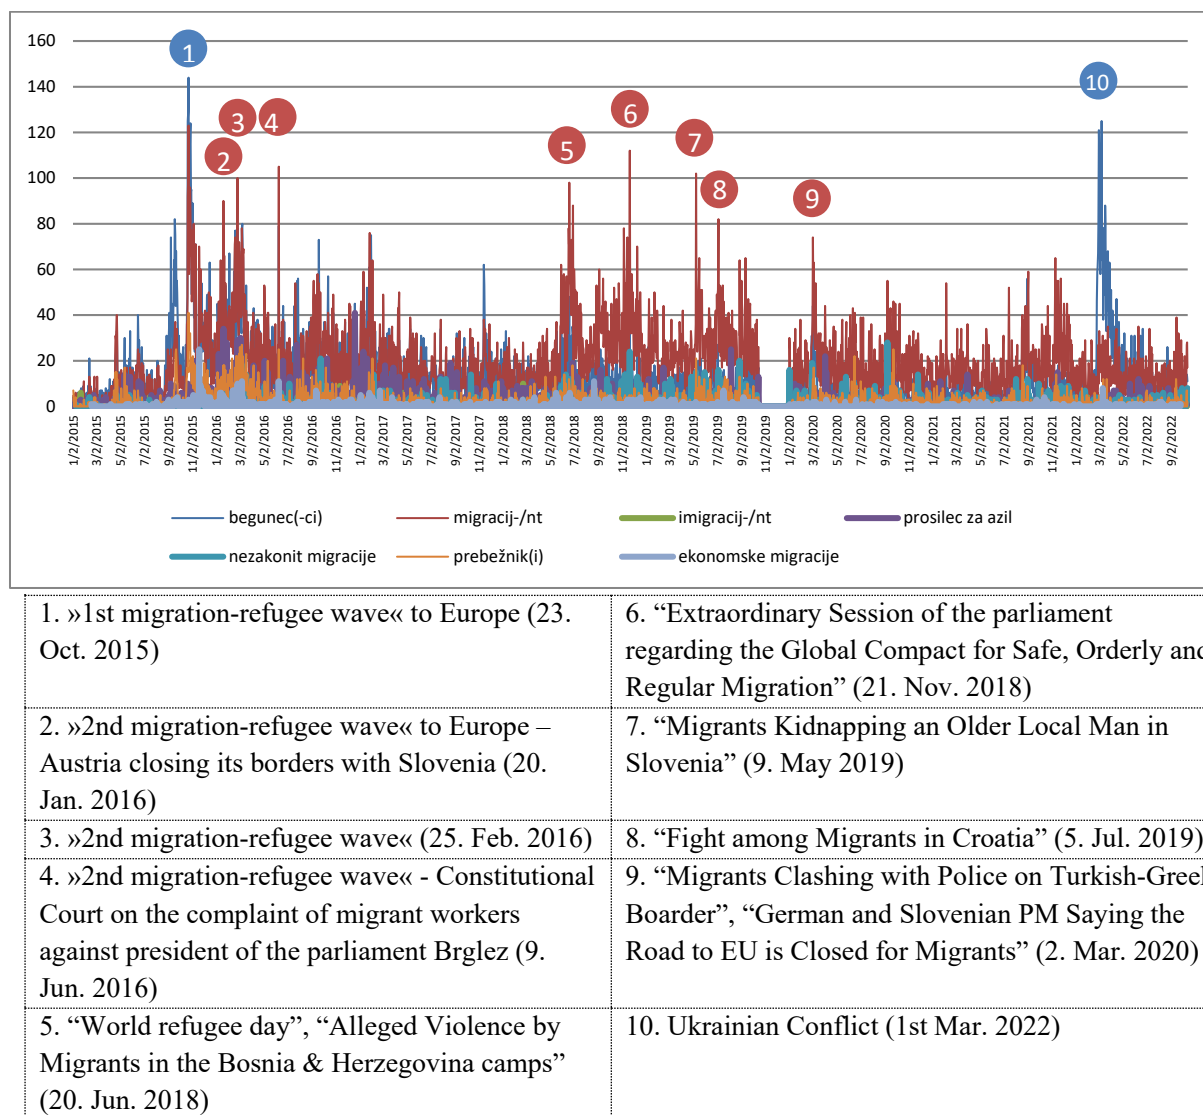 160
140
120
100
80
60
40
20
0
1
2
3
4
5
6
7
8
9
10
1/2/2015
3/2/2015
5/2/2015
7/2/2015
9/2/2015
11/2/2015
1/2/2016
3/2/2016
5/2/2016
7/2/2016
9/2/2016
11/2/2016
1/2/2017
3/2/2017
5/2/2017
7/2/2017
9/2/2017
11/2/2017
1/2/2018
3/2/2018
5/2/2018
7/2/2018
9/2/2018
11/2/2018
1/2/2019
3/2/2019
5/2/2019
7/2/2019
9/2/2019
11/2/2019
1/2/2020
3/2/2020
5/2/2020
7/2/2020
9/2/2020
11/2/2020
1/2/2021
3/2/2021
5/2/2021
7/2/2021
9/2/2021
11/2/2021
1/2/2022
3/2/2022
5/2/2022
7/2/2022
9/2/2022
begunec(-ci) migracij-/nt imigracij-/nt prosilec za azil
nezakonit migracije prebežnik(i) ekonomske migracije
1. »1st migration-refugee wave« to Europe (23.
Oct. 2015)
6. “Extraordinary Session of the parliament
regarding the Global Compact for Safe, Orderly and
Regular Migration” (21. Nov. 2018)
2. »2nd migration-refugee wave« to Europe –
Austria closing its borders with Slovenia (20.
Jan. 2016)
7. “Migrants Kidnapping an Older Local Man in
Slovenia” (9. May 2019)
3. »2nd migration-refugee wave« (25. Feb. 2016)
8. “Fight among Migrants in Croatia” (5. Jul. 2019)
4. »2nd migration-refugee wave« - Constitutional
Court on the complaint of migrant workers
against president of the parliament Brglez (9.
Jun. 2016)
9. “Migrants Clashing with Police on Turkish-Greek
Boarder”, “German and Slovenian PM Saying the
Road to EU is Closed for Migrants” (2. Mar. 2020)
5. “World refugee day”, “Alleged Violence by
Migrants in the Bosnia & Herzegovina camps”
(20. Jun. 2018)
10. Ukrainian Conflict (1st Mar. 2022)